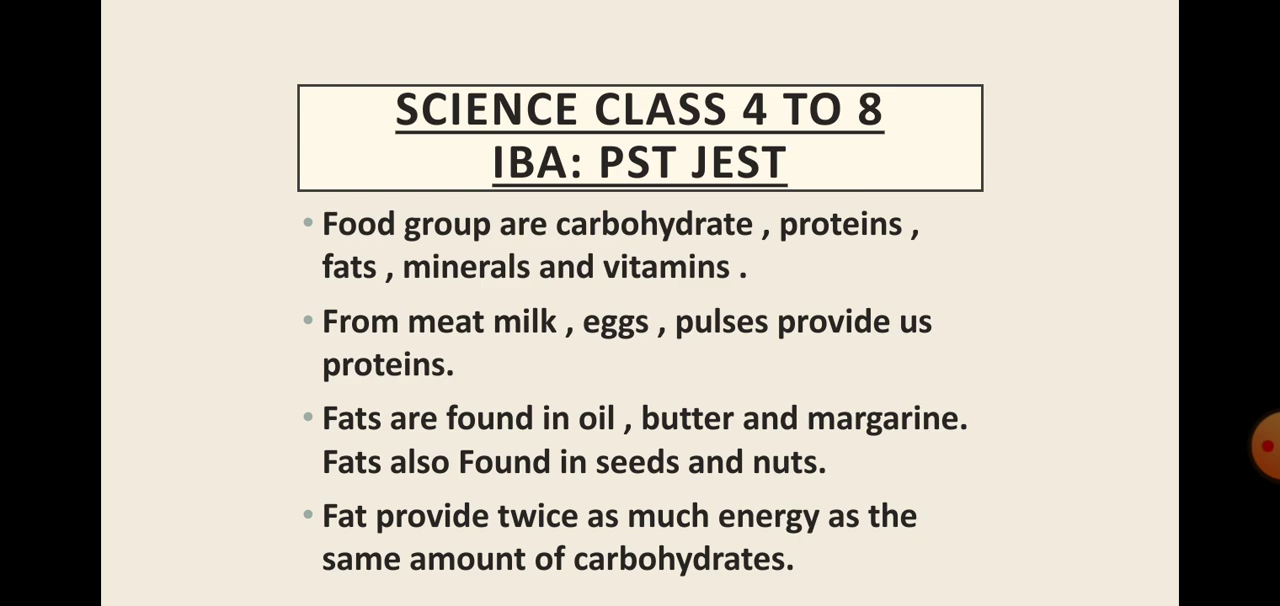 SCIENCE CLASS 4 TO 8
IBA: PST JEST
• Food group are carbohydrate , proteins ,
fats , minerals and vitamins .
• From meat milk , eggs , pulses provide us
proteins.
• Fats are found in oil , butter and margarine.
Fats also Found in seeds and nuts.
• Fat provide twice as much energy as the
same amount of carbohydrates.